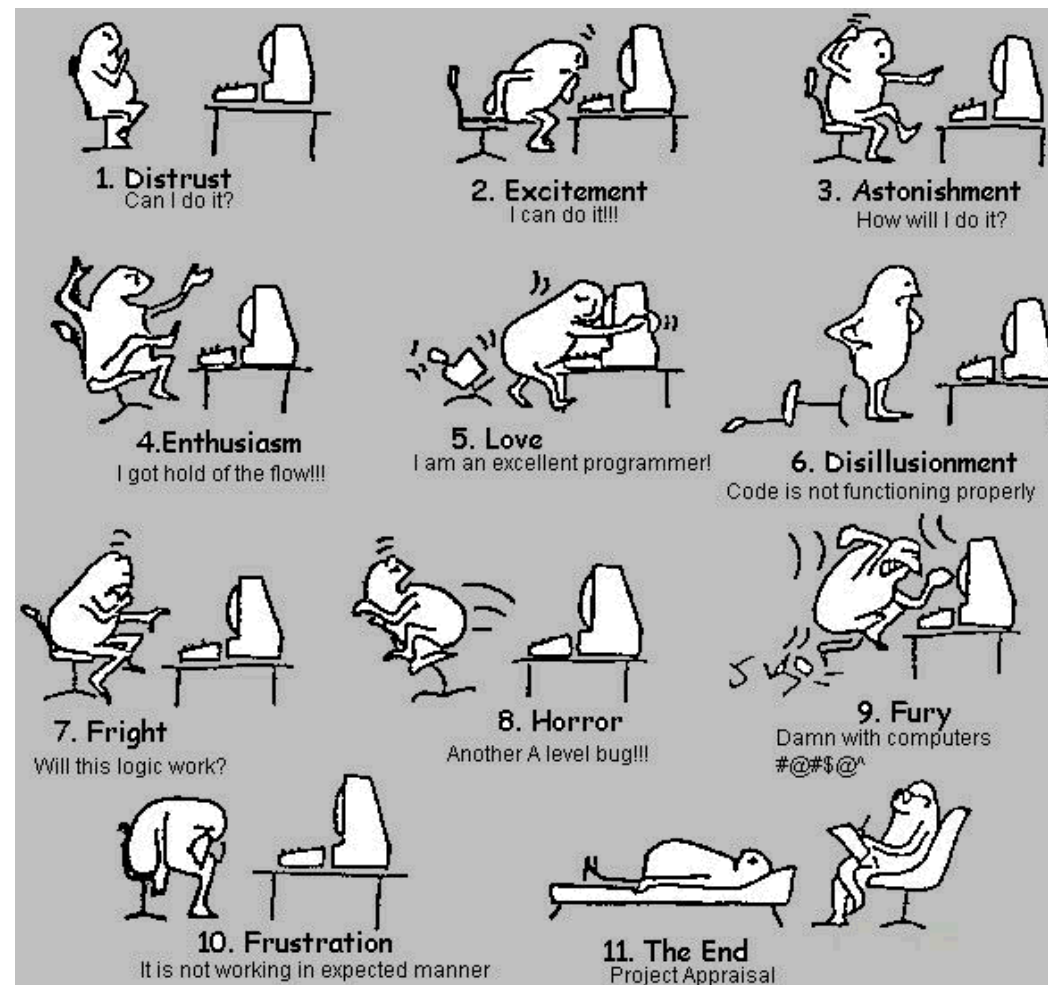 1. Distrust
Can I do it?
2. Excitement
I can do it!!!
3. Astonishment
How will I do it?
4.Enthusiasm
I got hold of the flow!!!
5. Love
I am an excellent programmer!
6. Disillusionment
Code is not functioning properly
7. Fright
Will this logic work?
8. Horror
Another A level bug!!!
9. Fury
Damn with computers
#@#$@^
10. Frustration
It is not working in expected manner
11. The End
Project Appraisal